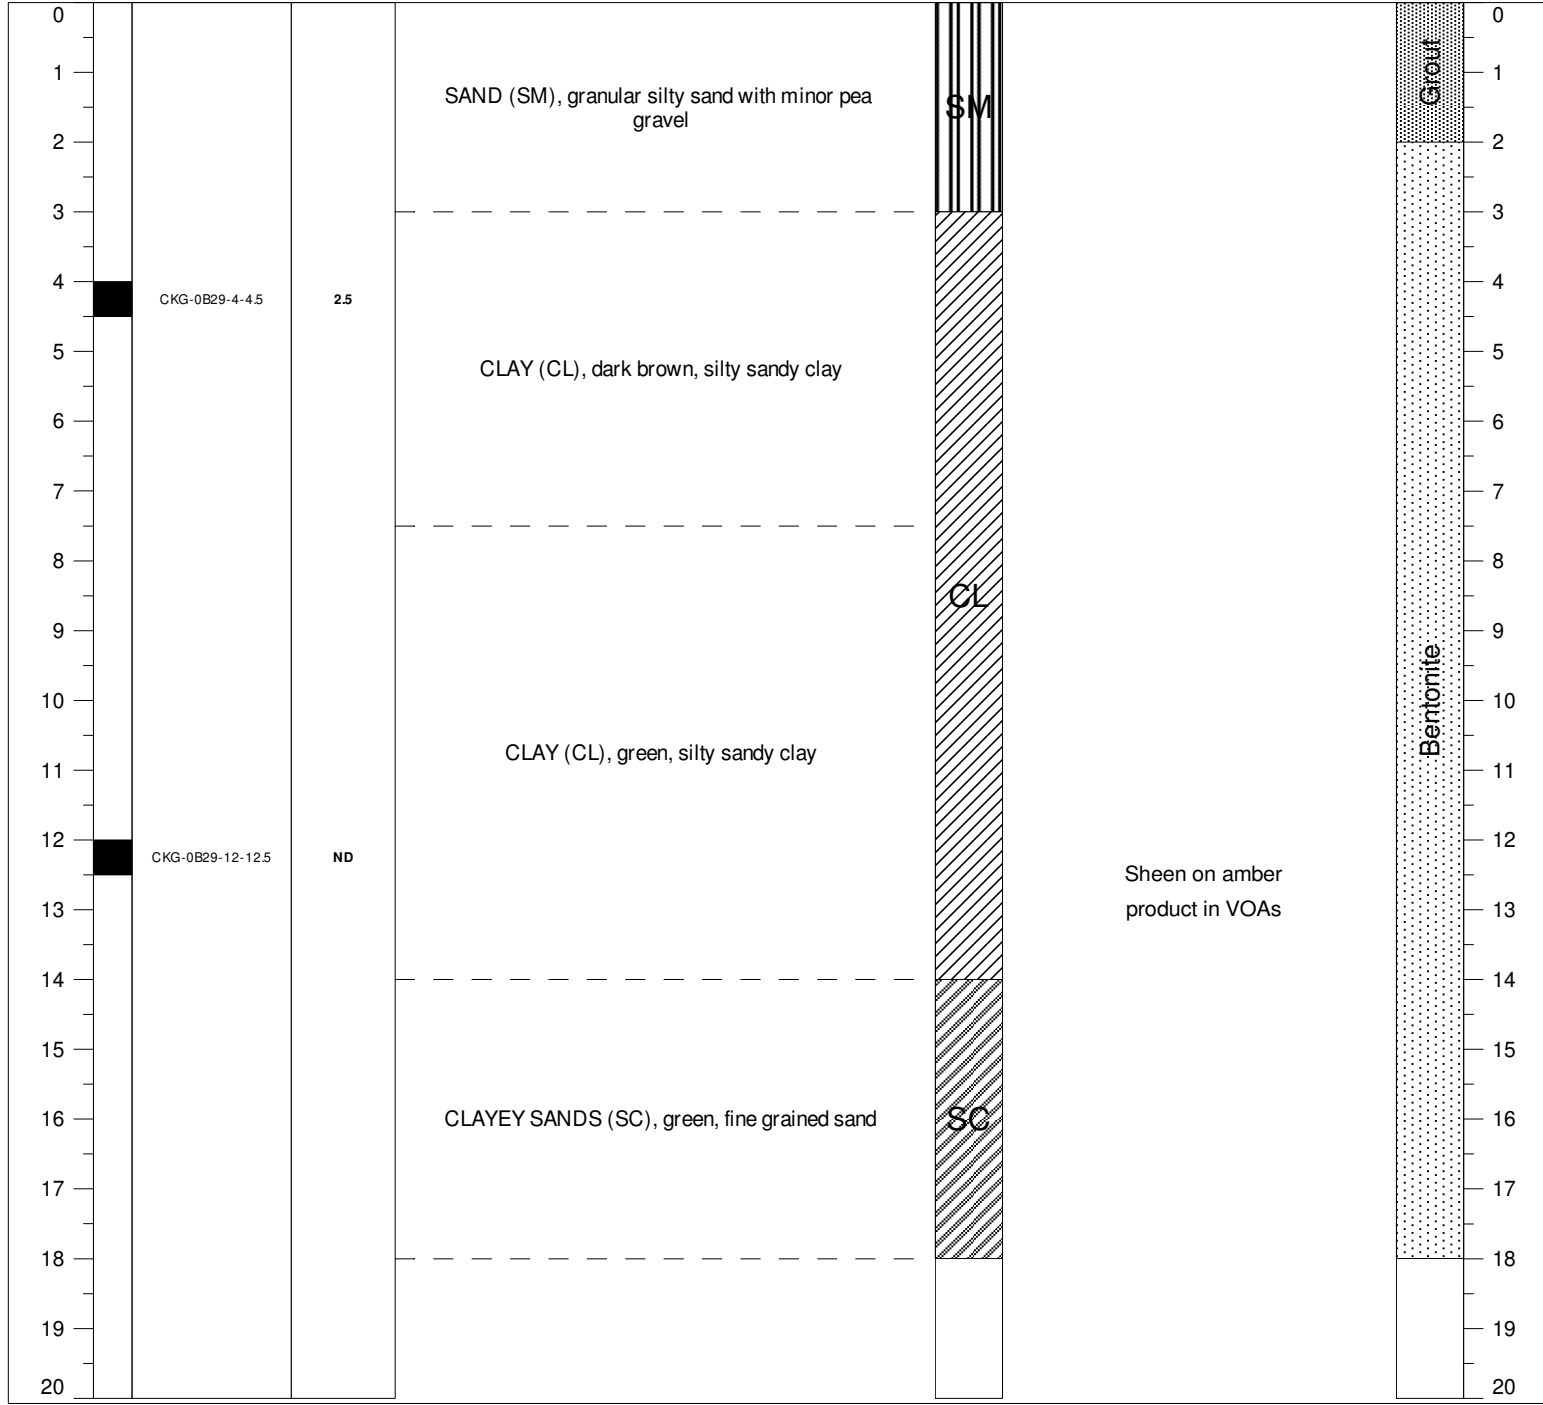 0
0
1
1
SAND (SM), granular silty sand with minor pea
gravel
SM
Grout
2
2
3
3
4
4
CKG-0B29-4-4.5
2.5
5
5
CLAY (CL), dark brown, silty sandy clay
6
6
7
7
8
8
CL
9
9
Bentonite
10
10
CLAY (CL), green, silty sandy clay
11
11
12
12
CKG-0B29-12-12.5
ND
Sheen on amber
product in VOAs
13
13
14
14
15
15
CLAYEY SANDS (SC), green, fine grained sand
SC
16
16
17
17
18
18
19
19
20
20